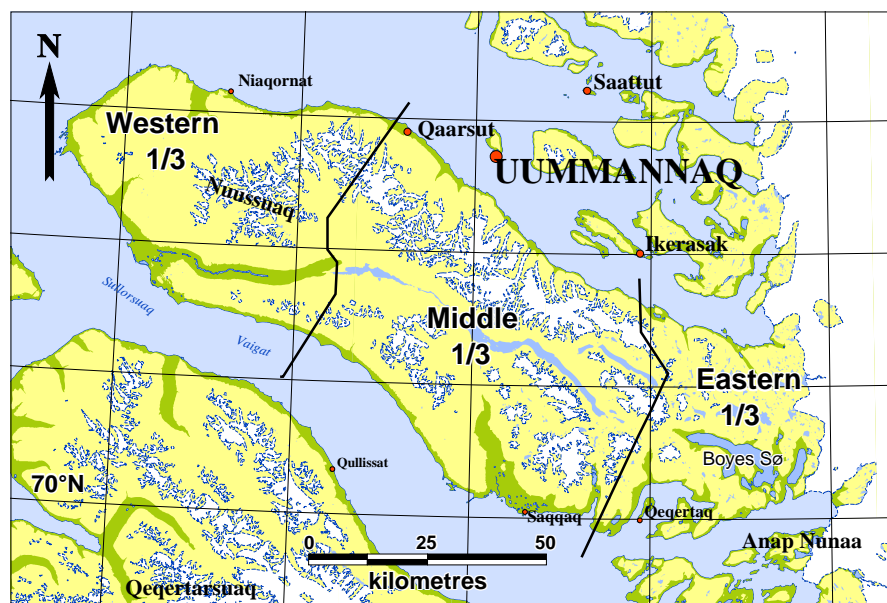 N
Niaqornat
Saattut
Western
1/3
Qaarsut
UUMMANNAQ
Nuussuaq
Ikerasak
Sullorsuaq
Vaigat
Middle
1/3
Eastern
1/3
Boyes Sø
Qullissat
70°N
Saqqaq
Qeqertaq
Anap Nunaa
0 25 50
kilometres
Qeqertarsuaq